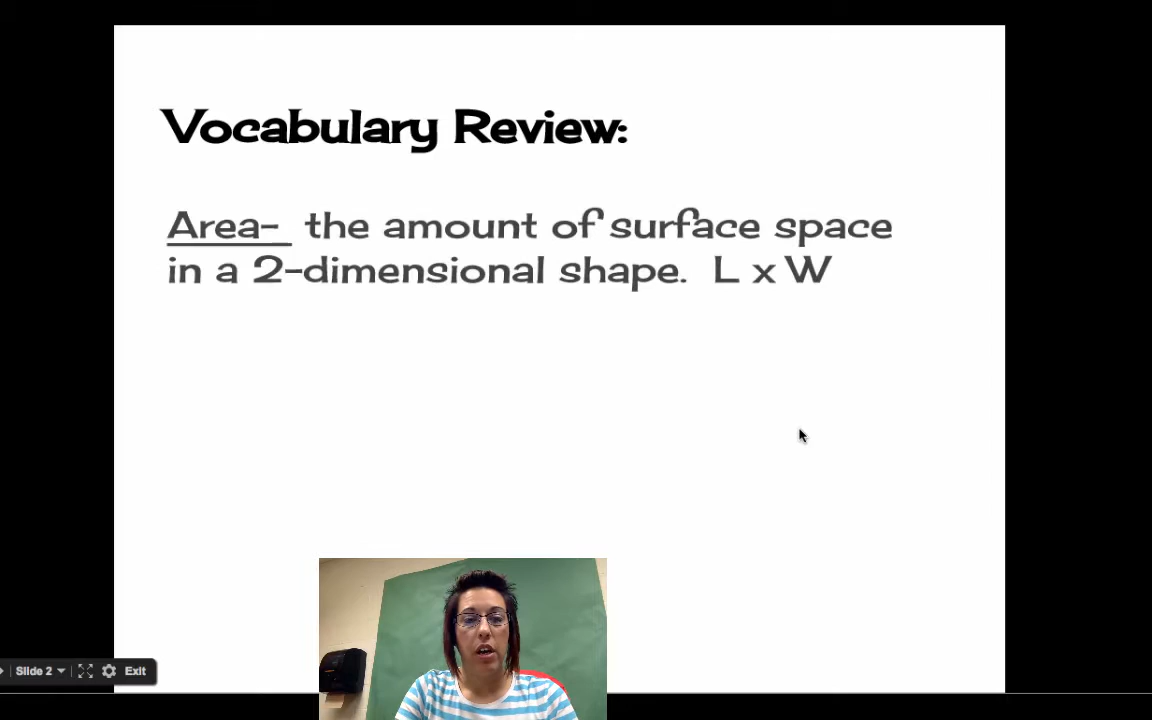 Vocabulary Review:
Area- the amount of surface space
in a 2-dimensional shape. L x W
Slide 2
Exit